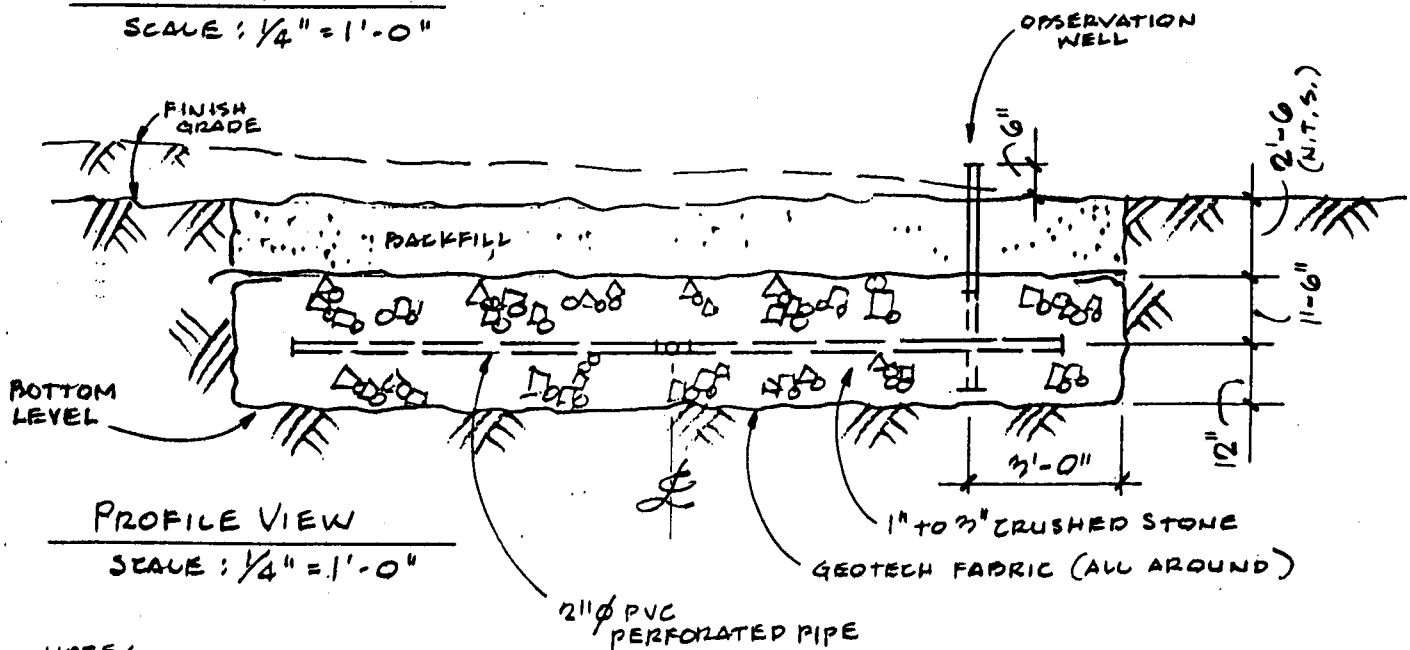 SCALE : 1/4" = 1'-0"
OBSERVATION
WELL
FINISH
GRADE
6"
2'-6
(N.T.S.)
BACKFILL
1'-6"
BOTTOM
LEVEL
12"
3'-0"
℄
PROFILE VIEW
SCALE : 1/4" = 1'-0"
1" TO 3" CRUSHED STONE
GEOTECH FABRIC (ALL AROUND)
2"ϕ PVC
PERFORATED PIPE
NOTE: